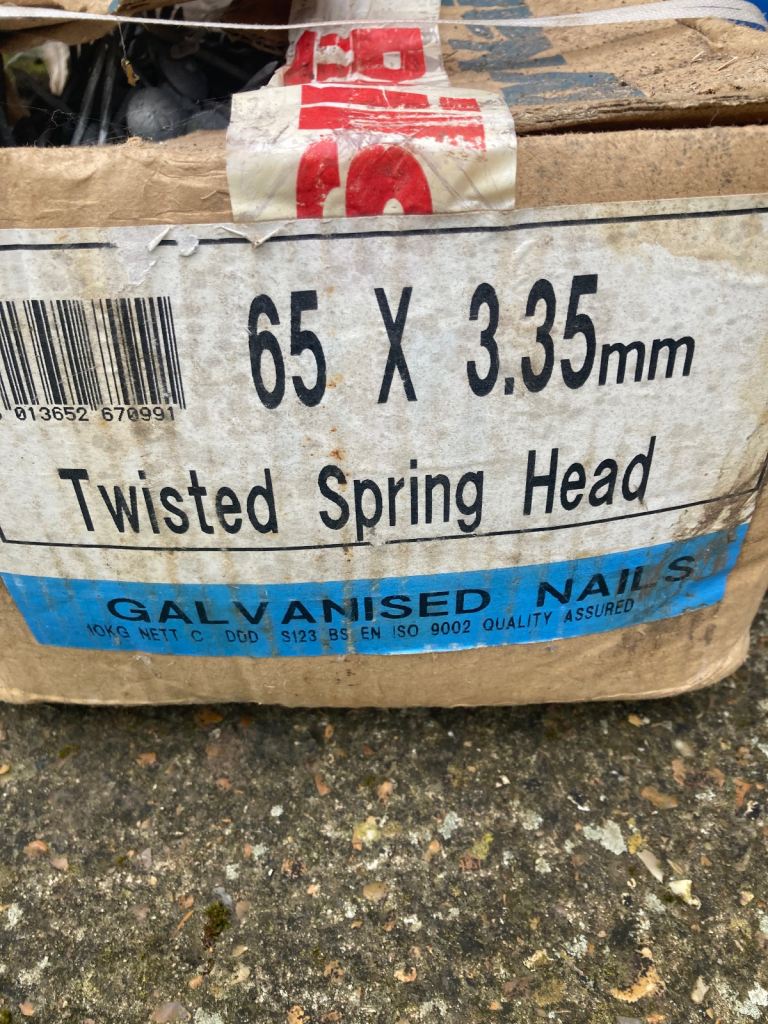 65 X 3.35mm
013652 670991
Twisted Spring Head
GALVANISED NAILS
10KG NETT C DDD S123 BS EN ISO 9002 QUALITY ASSURED